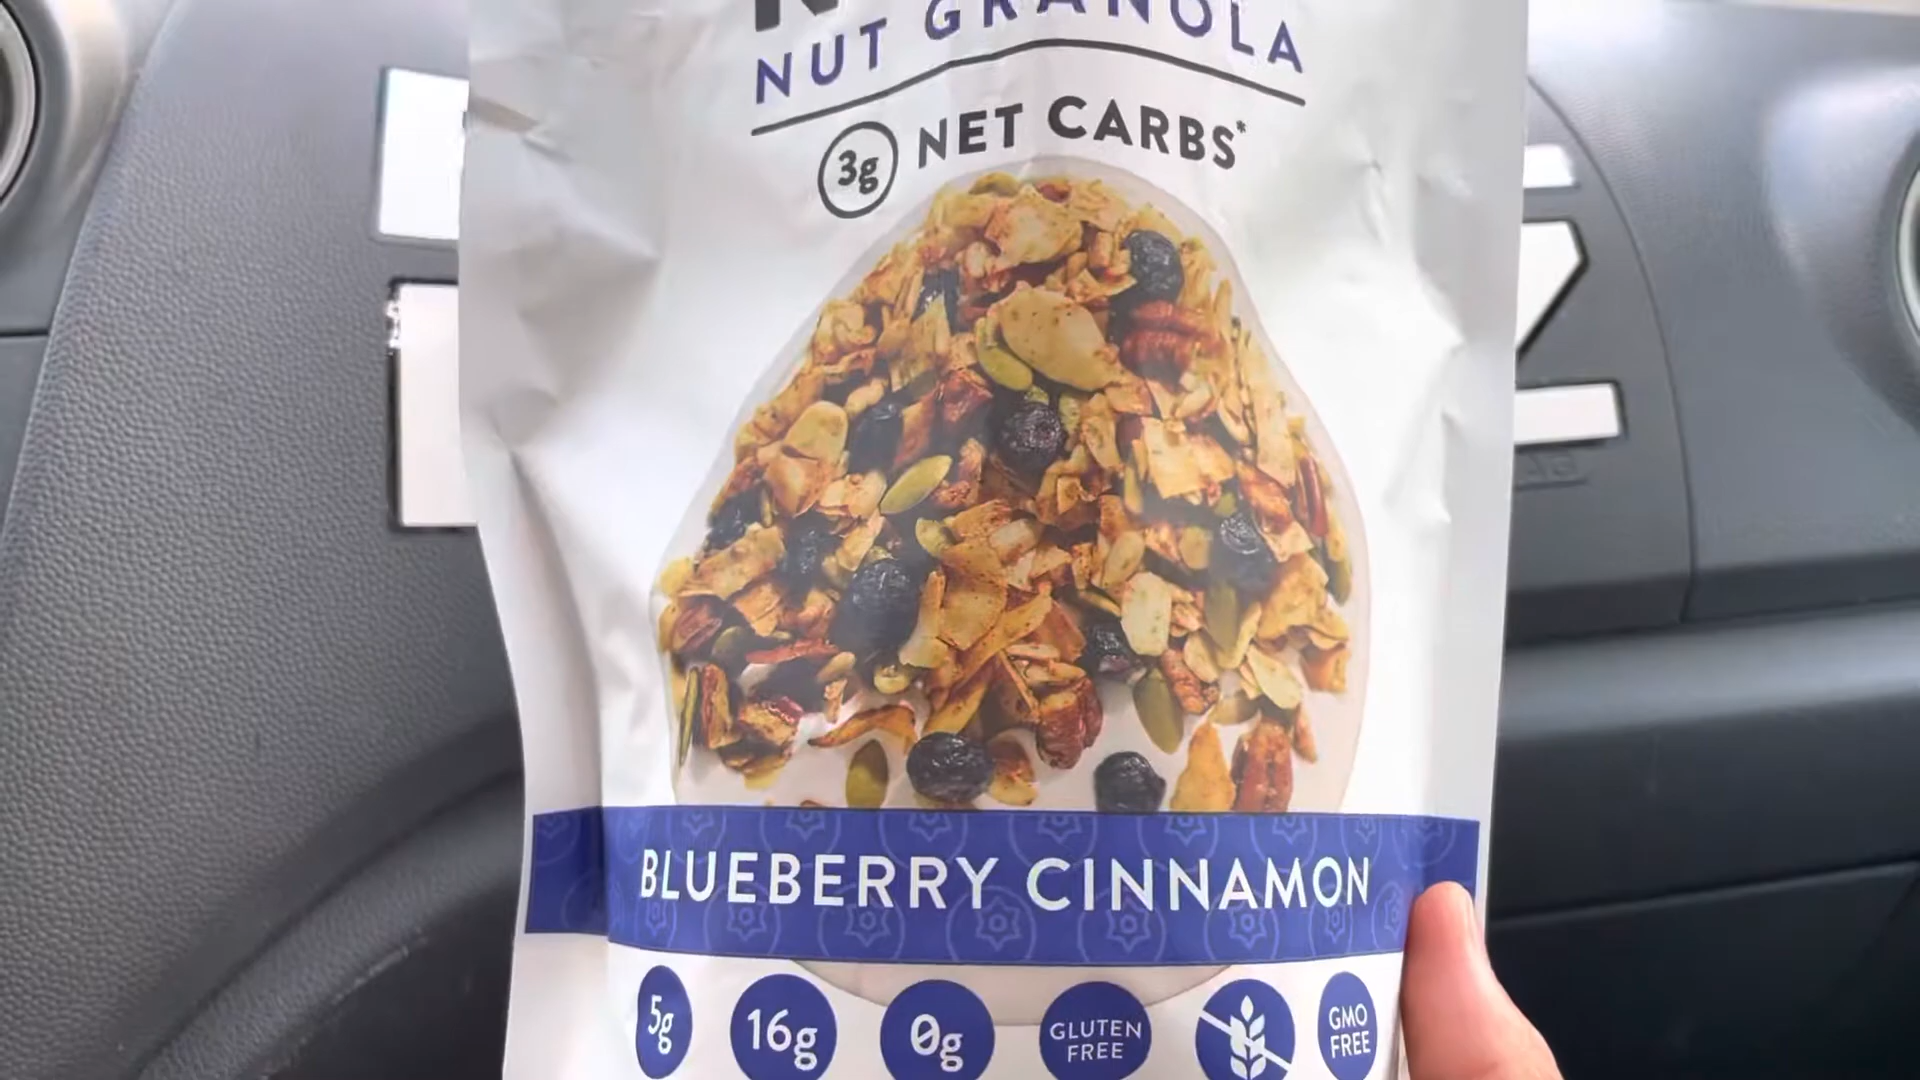 NUT GRANOLA
3g NET CARBS*
BLUEBERRY CINNAMON
5g
16g
0g
GLUTEN
FREE
GMO
FREE